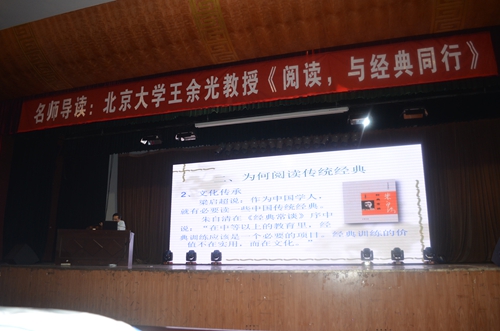 名师导读：北京大学王余光教授《阅读，与经典同行》
二、为何阅读传统经典
2、文化传承
梁启超说，作为中国学人，
就有必要读一些中国传统经典。
朱自清在《经典常谈》序中
说：“在中等以上的教育里，经
典训练应该是一个必要的项目。经典训练的价
值不在实用，而在文化。”